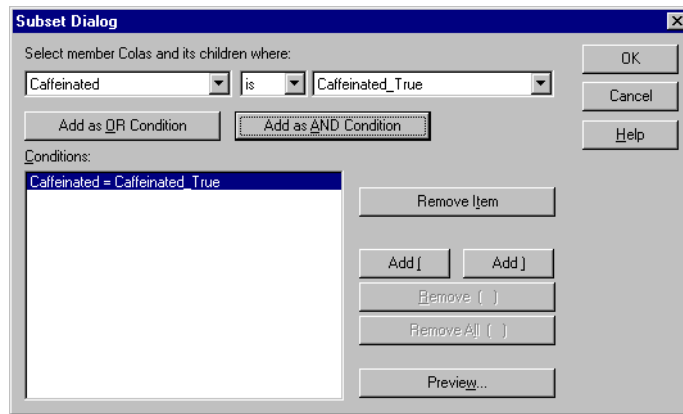 Subset Dialog
Select member Colas and its children where:
Caffeinated is Caffeinated_True
OK
Cancel
Help
Add as OR Condition Add as AND Condition
Conditions:
Caffeinated = Caffeinated_True
Remove Item
Add ( Add )
Remove ( )
Remove All ( )
Preview...